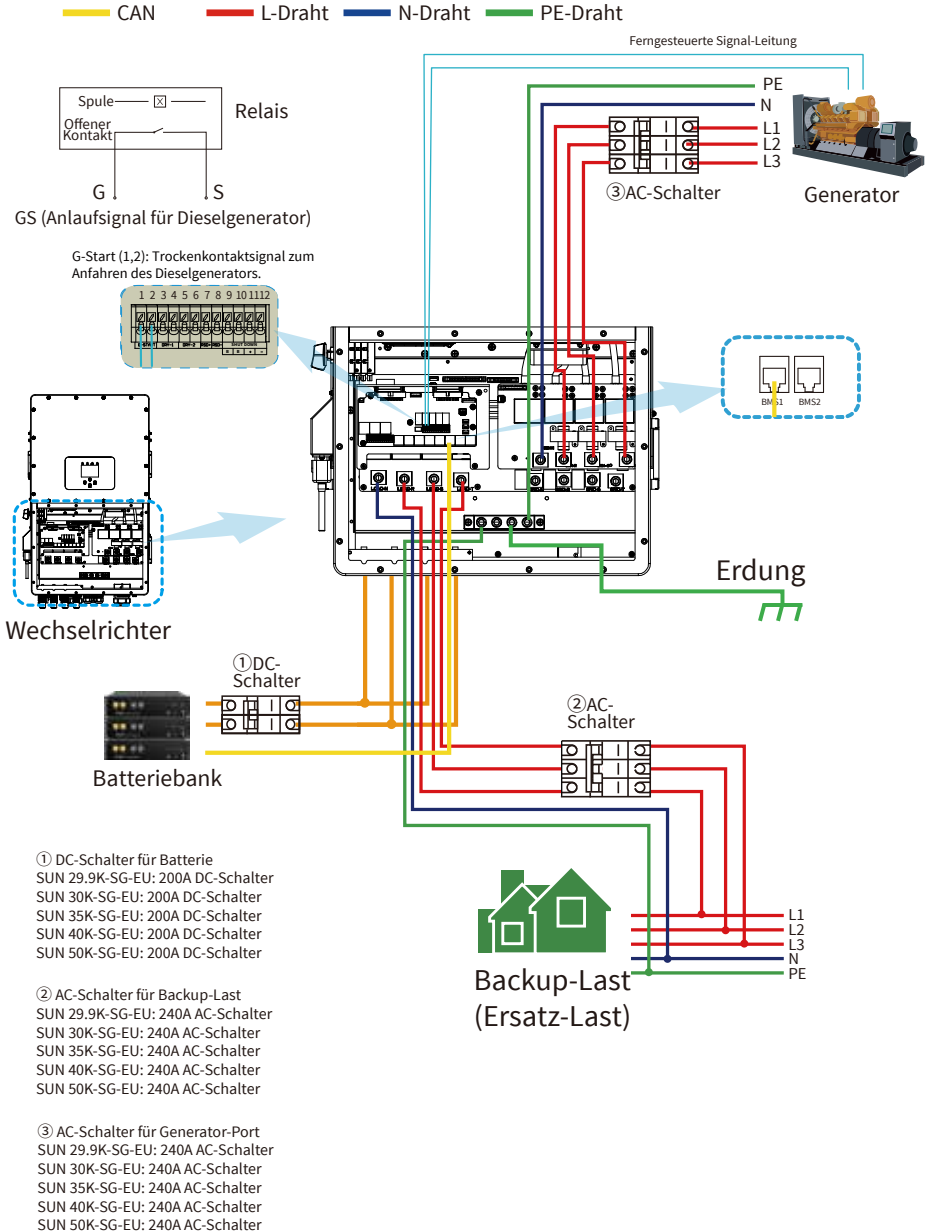 CAN
L-Draht
N-Draht
PE-Draht
Ferngesteuerte Signal-Leitung
Spule
X
Offener
Kontakt
Relais
G
S
GS (Anlaufsignal für Dieselgenerator)
PE
N
L1
L2
L3
③AC-Schalter
Generator
G-Start (1,2): Trockenkontaktsignal zum
Anfahren des Dieselgenerators.
1 2 3 4 5 6 7 8 9 10 11 12
SHUT DOWN
BMS1
BMS2
Wechselrichter
Erdung
①DC-
Schalter
②AC-
Schalter
Batteriebank
① DC-Schalter für Batterie
SUN 29.9K-SG-EU: 200A DC-Schalter
SUN 30K-SG-EU: 200A DC-Schalter
SUN 35K-SG-EU: 200A DC-Schalter
SUN 40K-SG-EU: 200A DC-Schalter
SUN 50K-SG-EU: 200A DC-Schalter
Backup-Last
(Ersatz-Last)
L1
L2
L3
N
PE
② AC-Schalter für Backup-Last
SUN 29.9K-SG-EU: 240A AC-Schalter
SUN 30K-SG-EU: 240A AC-Schalter
SUN 35K-SG-EU: 240A AC-Schalter
SUN 40K-SG-EU: 240A AC-Schalter
SUN 50K-SG-EU: 240A AC-Schalter
③ AC-Schalter für Generator-Port
SUN 29.9K-SG-EU: 240A AC-Schalter
SUN 30K-SG-EU: 240A AC-Schalter
SUN 35K-SG-EU: 240A AC-Schalter
SUN 40K-SG-EU: 240A AC-Schalter
SUN 50K-SG-EU: 240A AC-Schalter